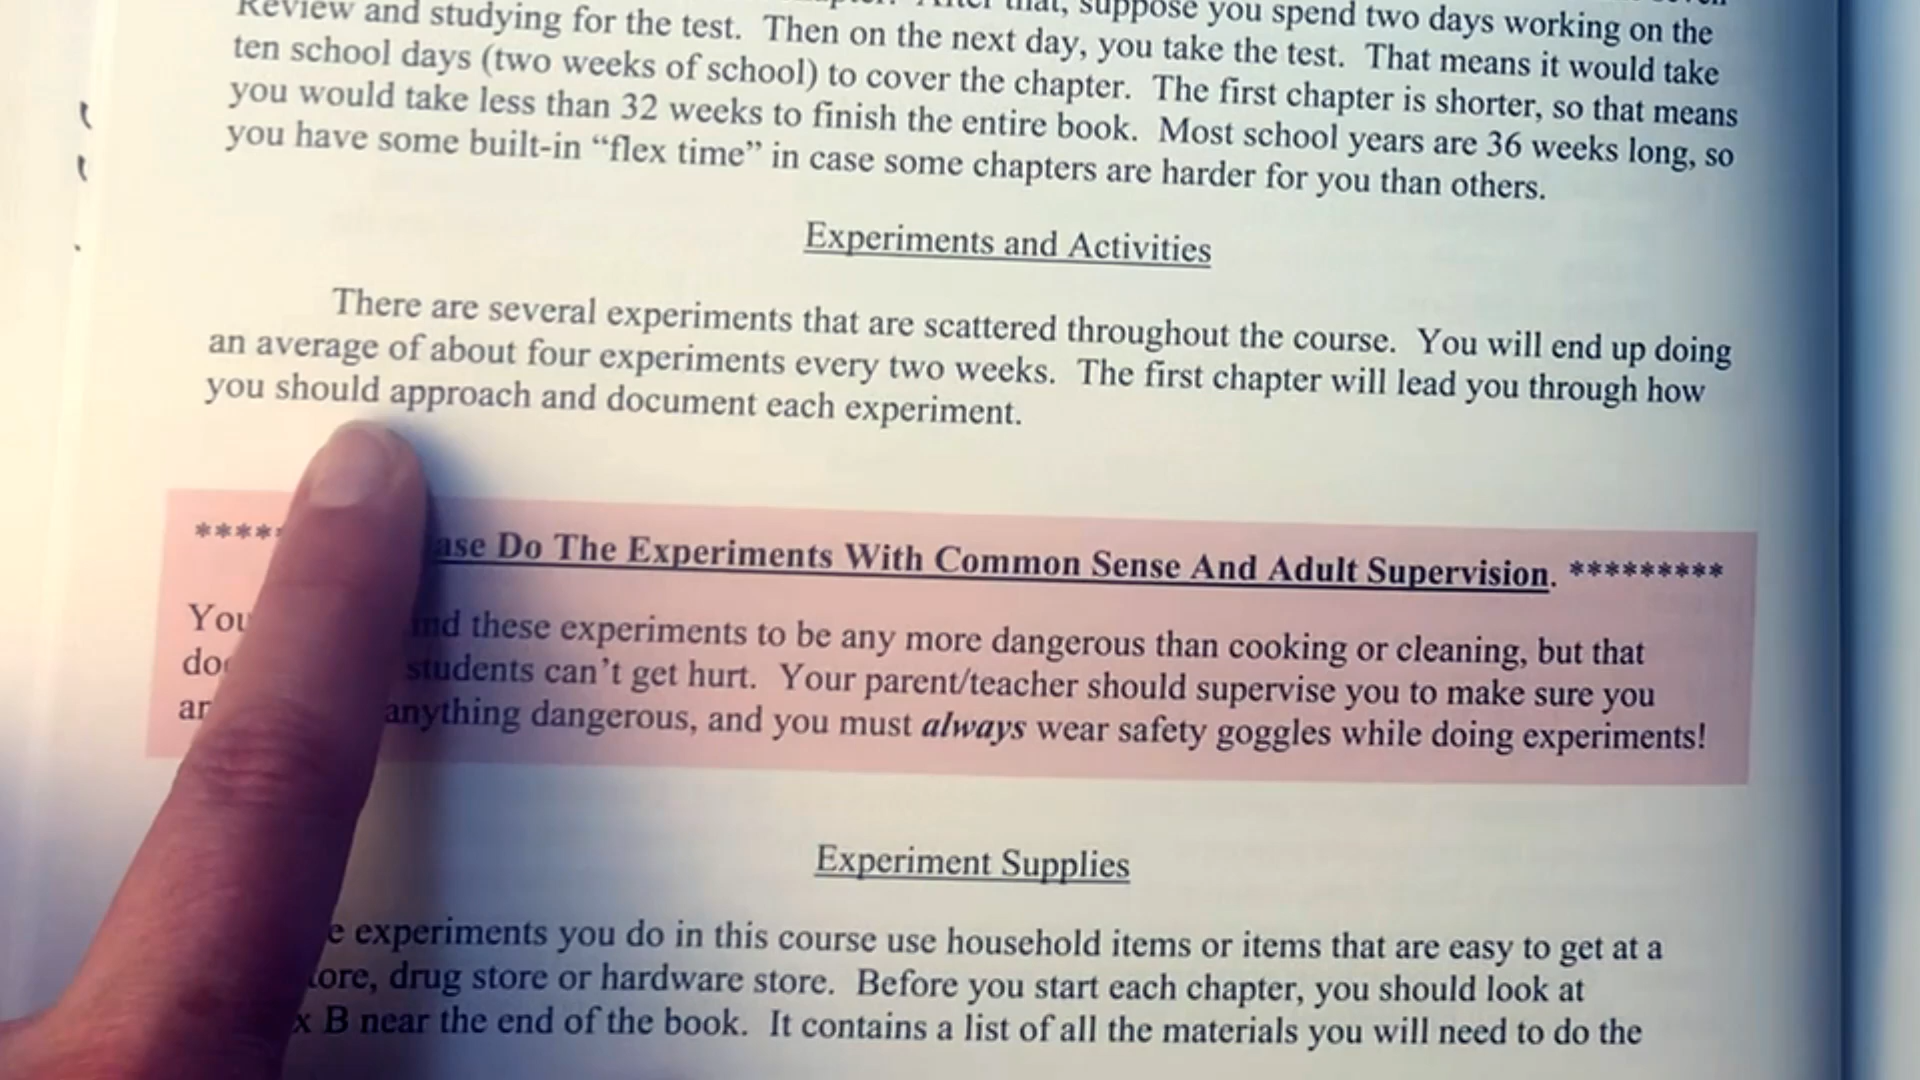 that, suppose you spend two days working on the
Review and studying for the test. Then on the next day, you take the test. That means it would take
ten school days (two weeks of school) to cover the chapter. The first chapter is shorter, so that means
you would take less than 32 weeks to finish the entire book. Most school years are 36 weeks long, so
you have some built-in “flex time” in case some chapters are harder for you than others.
Experiments and Activities
There are several experiments that are scattered throughout the course. You will end up doing
an average of about four experiments every two weeks. The first chapter will lead you through how
you should approach and document each experiment.
***** ase Do The Experiments With Common Sense And Adult Supervision. *********
You nd these experiments to be any more dangerous than cooking or cleaning, but that
students can’t get hurt. Your parent/teacher should supervise you to make sure you
anything dangerous, and you must always wear safety goggles while doing experiments!
Experiment Supplies
experiments you do in this course use household items or items that are easy to get at a
drug store or hardware store. Before you start each chapter, you should look at
B near the end of the book. It contains a list of all the materials you will need to do the